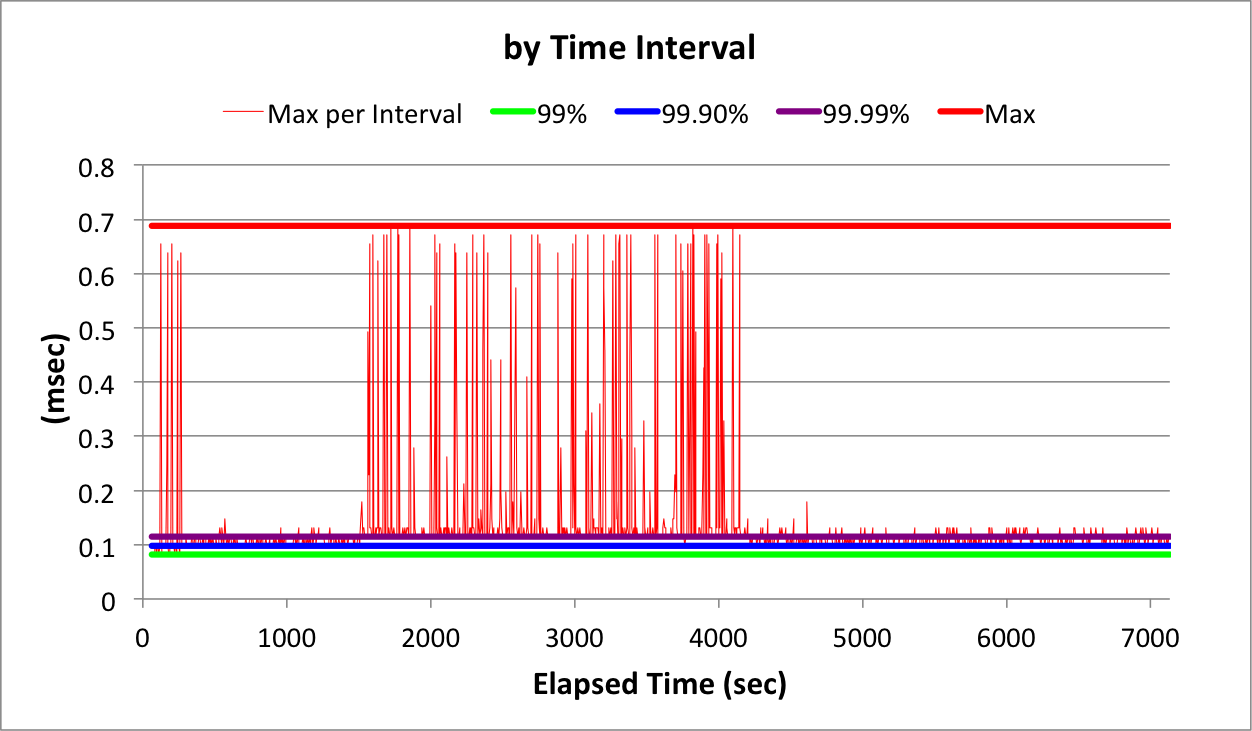 by Time Interval
Max per Interval 99% 99.90% 99.99% Max
0.8
0.7
0.6
0.5
0.4
0.3
0.2
0.1
0
(msec)
0 1000 2000 3000 4000 5000 6000 7000
Elapsed Time (sec)